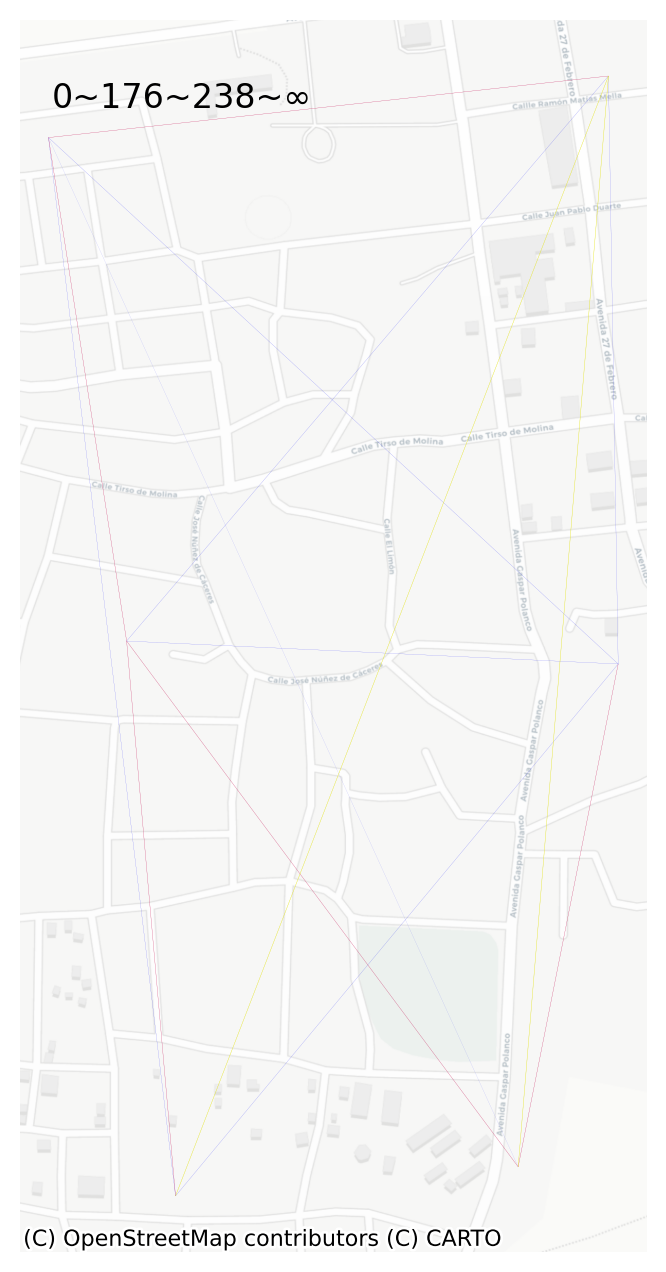 Avenida 27 de Febrero
0~176~238~∞
Calle Ramón Matías Mella
Calle Juan Pablo Duarte
Avenida 27 de Febrero
Calle Tirso de Molina
Calle Tirso de Molina
Calle Tirso de Molina
Calle José Núñez de Cáceres
Calle El Limón
Avenida Gaspar Polanco
Calle José Núñez de Cáceres
Avenida Gaspar Polanco
Avenida Gaspar Polanco
Avenida Gaspar Polanco
(C) OpenStreetMap contributors (C) CARTO